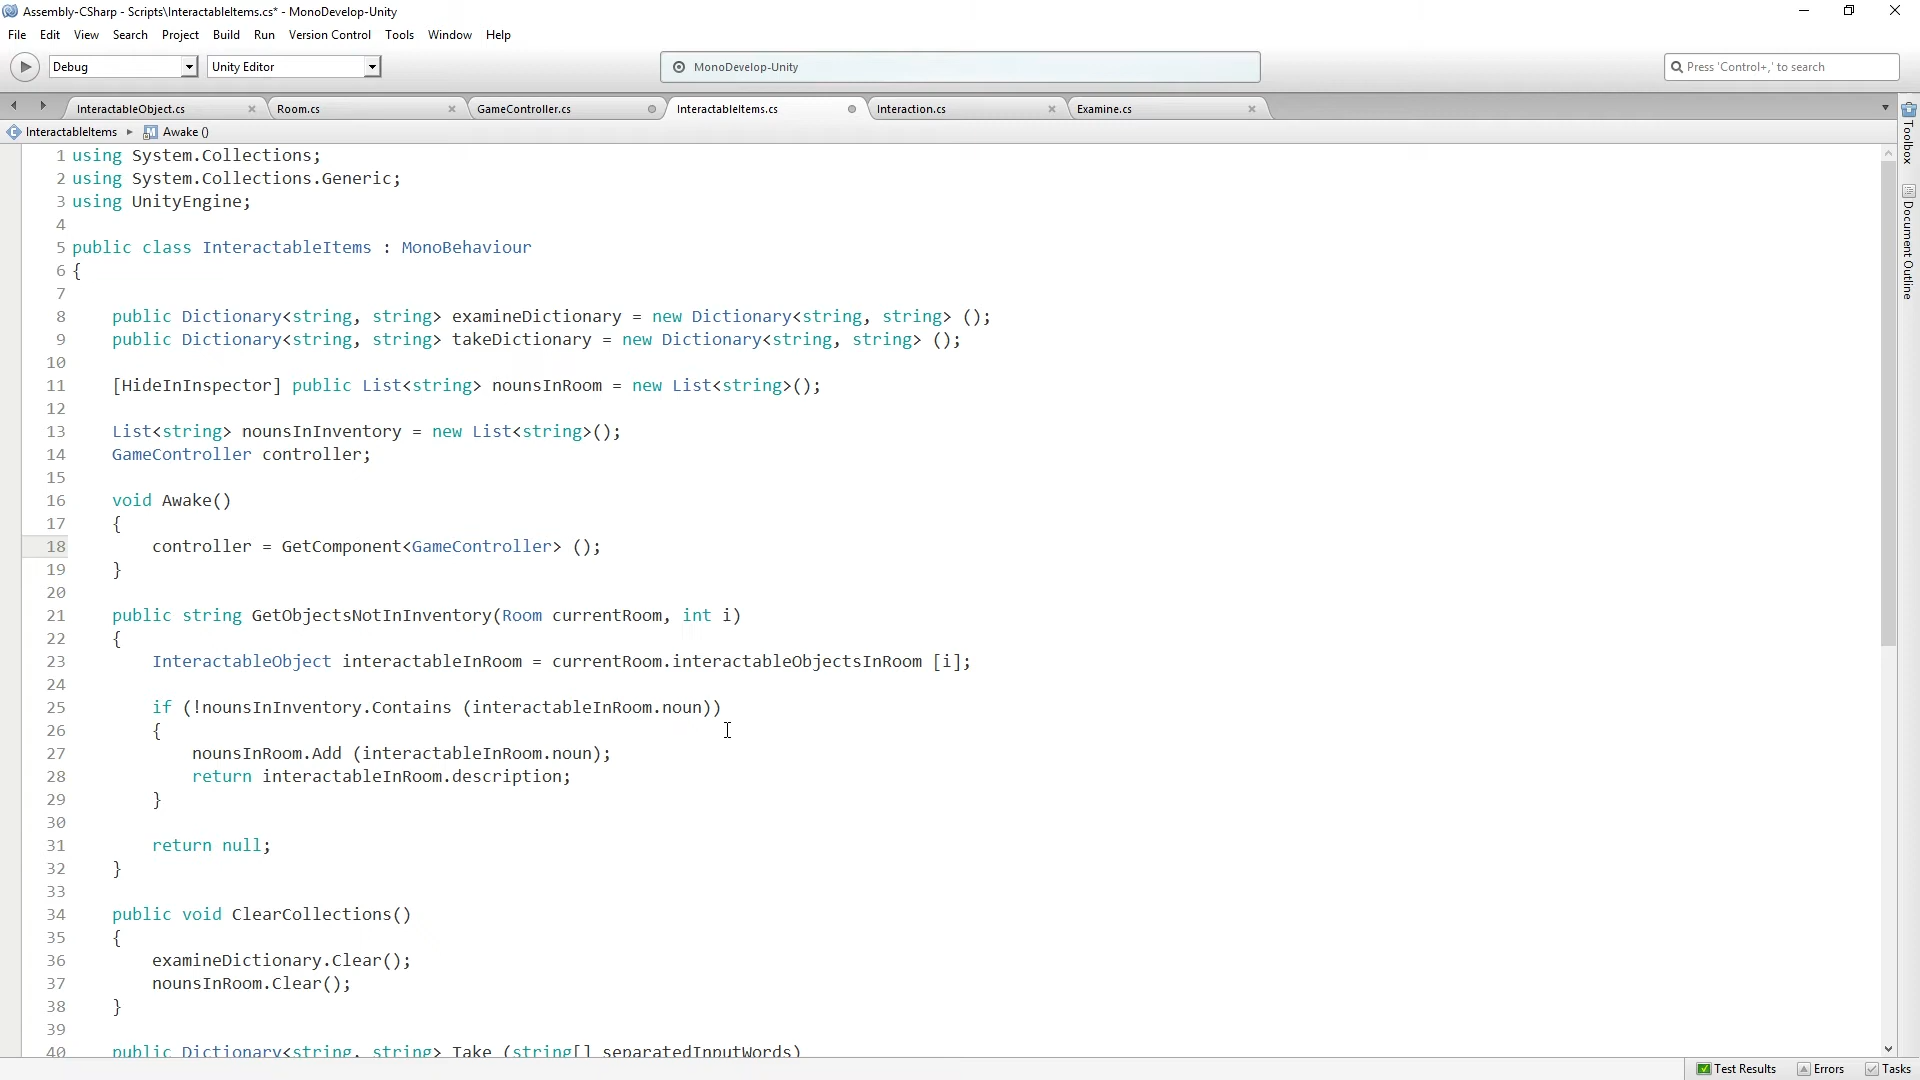 Assembly-CSharp - Scripts\InteractableItems.cs* - MonoDevelop-Unity
File Edit View Search Project Build Run Version Control Tools Window Help
Debug Unity Editor MonoDevelop-Unity Press 'Control+,' to search
InteractableObject.cs Room.cs GameController.cs InteractableItems.cs Interaction.cs Examine.cs
InteractableItems Awake ()
1 using System.Collections;
2 using System.Collections.Generic;
3 using UnityEngine;
4
5 public class InteractableItems : MonoBehaviour
6 {
7
8 public Dictionary<string, string> examineDictionary = new Dictionary<string, string> ();
9 public Dictionary<string, string> takeDictionary = new Dictionary<string, string> ();
10
11 [HideInInspector] public List<string> nounsInRoom = new List<string>();
12
13 List<string> nounsInInventory = new List<string>();
14 GameController controller;
15
16 void Awake()
17 {
18 controller = GetComponent<GameController> ();
19 }
20
21 public string GetObjectsNotInInventory(Room currentRoom, int i)
22 {
23 InteractableObject interactableInRoom = currentRoom.interactableObjectsInRoom [i];
24
25 if (!nounsInInventory.Contains (interactableInRoom.noun))
26 {
27 nounsInRoom.Add (interactableInRoom.noun);
28 return interactableInRoom.description;
29 }
30
31 return null;
32 }
33
34 public void ClearCollections()
35 {
36 examineDictionary.Clear();
37 nounsInRoom.Clear();
38 }
39
40 public Dictionary<string, string> Take (string[] separatedInputWords)
Toolbox
Document Outline
Test Results Errors Tasks